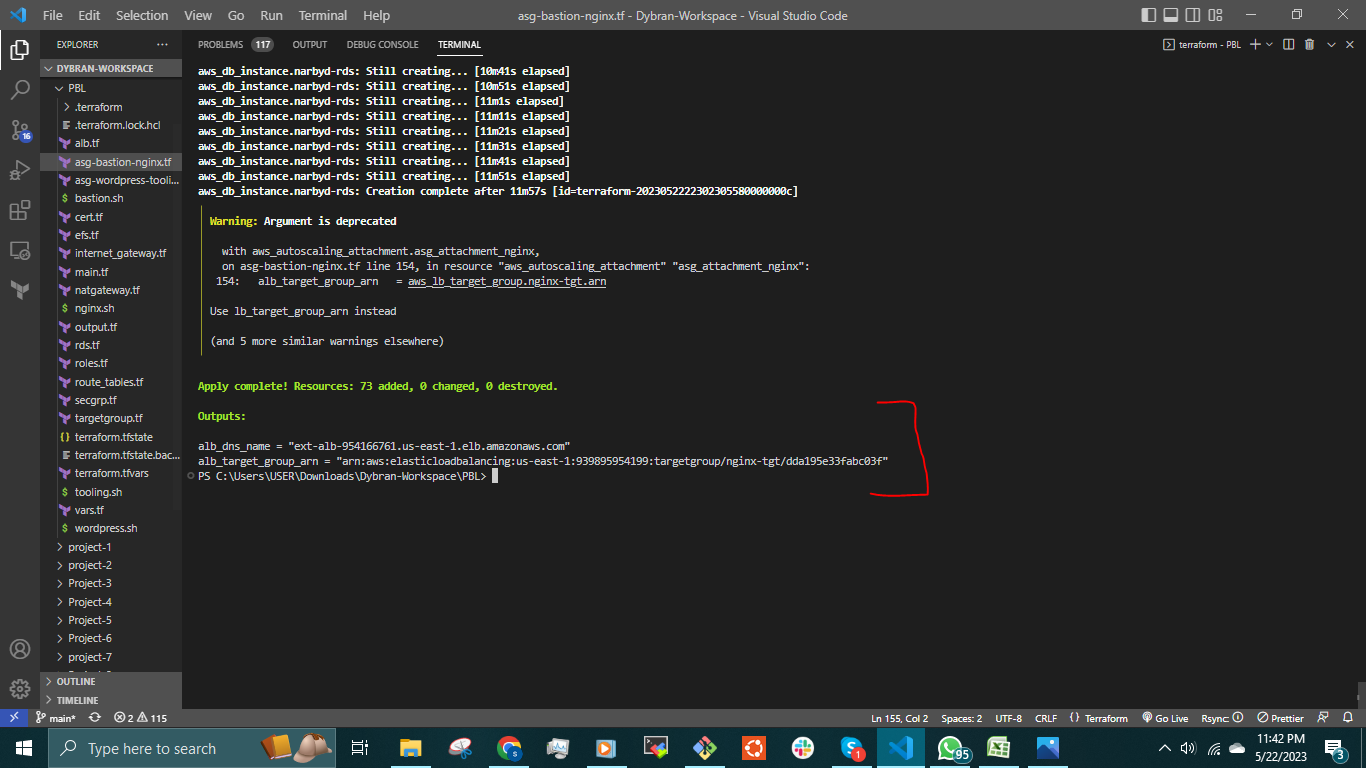 File Edit Selection View Go Run Terminal Help
asg-bastion-nginx.tf - Dybran-Workspace - Visual Studio Code
EXPLORER
DYBRAN-WORKSPACE
PBL
.terraform
.terraform.lock.hcl
alb.tf
asg-bastion-nginx.tf
asg-wordpress-tooli...
bastion.sh
cert.tf
efs.tf
internet_gateway.tf
main.tf
natgateway.tf
nginx.sh
output.tf
rds.tf
roles.tf
route_tables.tf
secgrp.tf
targetgroup.tf
terraform.tfstate
terraform.tfstate.bac...
terraform.tfvars
tooling.sh
vars.tf
wordpress.sh
project-1
project-2
Project-3
Project-4
Project-5
Project-6
project-7
OUTLINE
TIMELINE
16
PROBLEMS 117 OUTPUT DEBUG CONSOLE TERMINAL
terraform - PBL
aws_db_instance.narbyd-rds: Still creating... [10m41s elapsed]
aws_db_instance.narbyd-rds: Still creating... [10m51s elapsed]
aws_db_instance.narbyd-rds: Still creating... [11m1s elapsed]
aws_db_instance.narbyd-rds: Still creating... [11m11s elapsed]
aws_db_instance.narbyd-rds: Still creating... [11m21s elapsed]
aws_db_instance.narbyd-rds: Still creating... [11m31s elapsed]
aws_db_instance.narbyd-rds: Still creating... [11m41s elapsed]
aws_db_instance.narbyd-rds: Still creating... [11m51s elapsed]
aws_db_instance.narbyd-rds: Creation complete after 11m57s [id=terraform-20230522223023055800000000c]
Warning: Argument is deprecated
with aws_autoscaling_attachment.asg_attachment_nginx,
on asg-bastion-nginx.tf line 154, in resource "aws_autoscaling_attachment" "asg_attachment_nginx":
154: alb_target_group_arn = aws_lb_target_group.nginx-tgt.arn
Use lb_target_group_arn instead
(and 5 more similar warnings elsewhere)
Apply complete! Resources: 73 added, 0 changed, 0 destroyed.
Outputs:
alb_dns_name = "ext-alb-954166761.us-east-1.elb.amazonaws.com"
alb_target_group_arn = "arn:aws:elasticloadbalancing:us-east-1:939895954199:targetgroup/nginx-tgt/dda195e33fabc03f"
PS C:\Users\USER\Downloads\Dybran-Workspace\PBL>
main* 2 115
Ln 155, Col 2 Spaces: 2 UTF-8 CRLF Terraform Go Live Rsync: Prettier
Type here to search
1
95
11:42 PM
5/22/2023
3